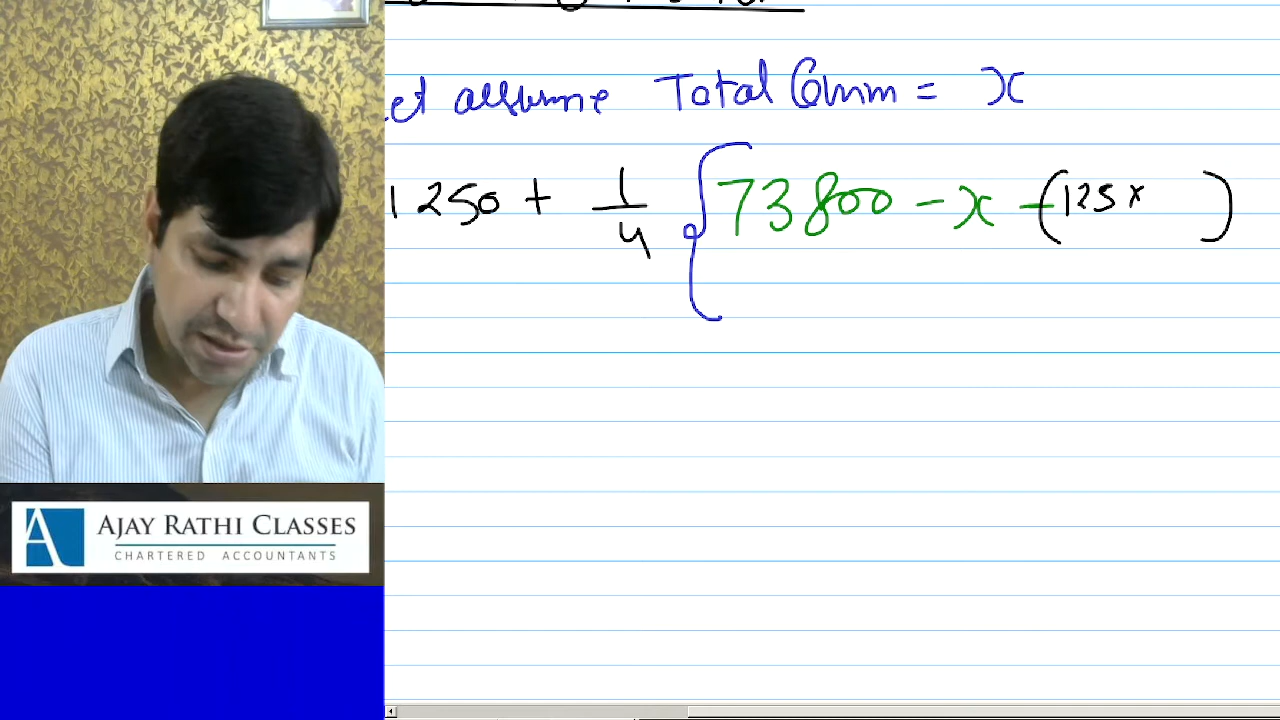 et assume Total Comm = x
1250 + 1/4 { 73800 - x - (125 x )
AJAY RATHI CLASSES
CHARTERED ACCOUNTANTS